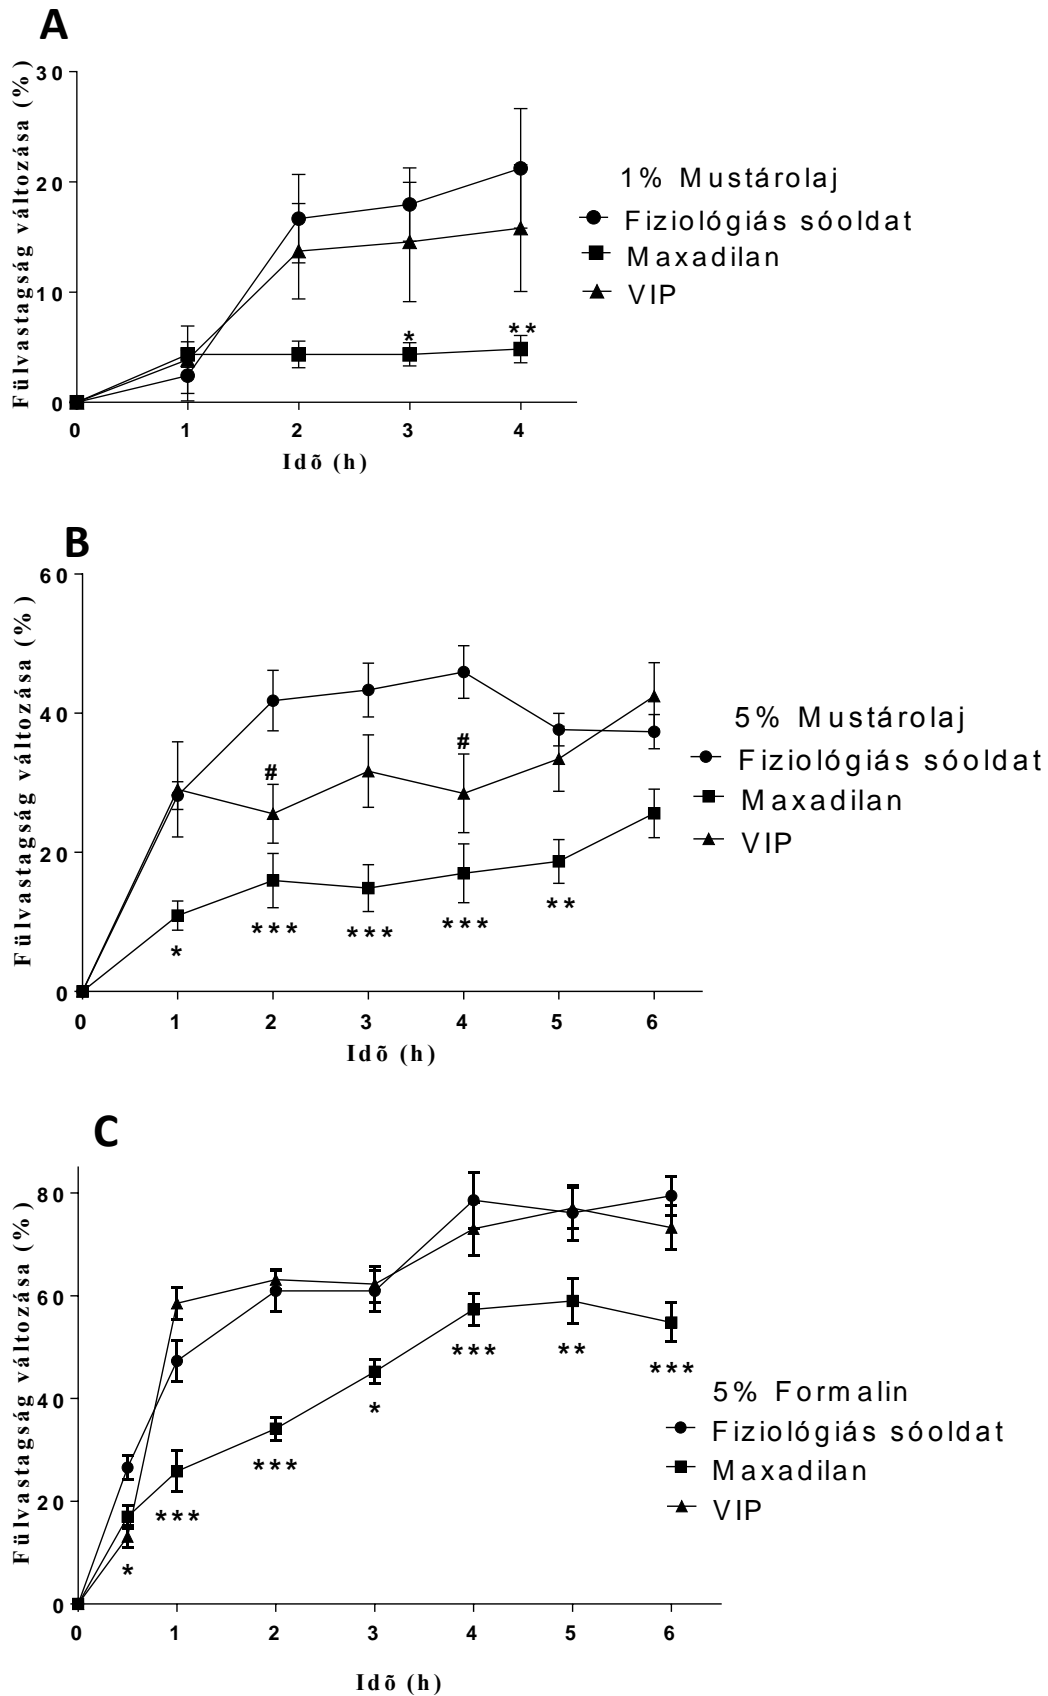 A
Fülvastagság változása (%)
30
20
10
0
0 1 2 3 4
Idõ (h)
* **
1% Mustárolaj
Fiziológiás sóoldat
Maxadilan
VIP
B
Fülvastagság változása (%)
60
40
20
0
0 1 2 3 4 5 6
Idõ (h)
# #
* *** *** *** **
5% Mustárolaj
Fiziológiás sóoldat
Maxadilan
VIP
C
Fülvastagság változása (%)
80
60
40
20
0
0 1 2 3 4 5 6
Idõ (h)
* *** *** * *** ** ***
5% Formalin
Fiziológiás sóoldat
Maxadilan
VIP